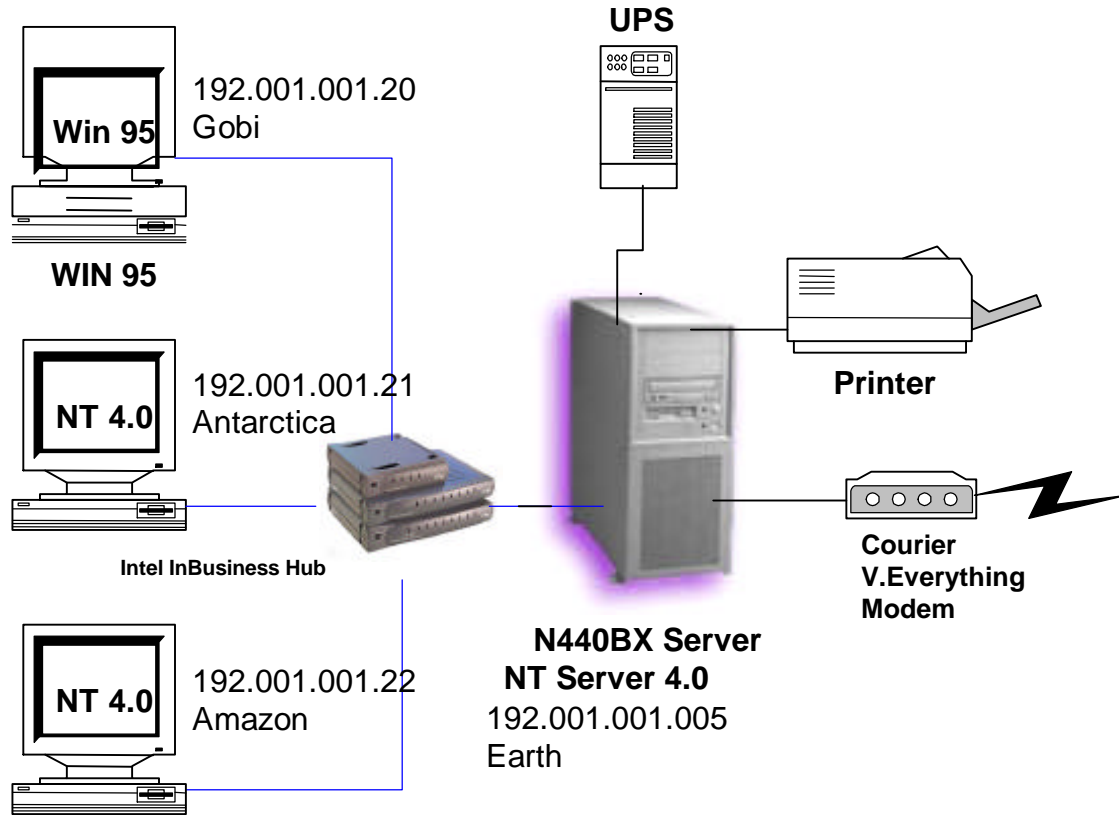 UPS
192.001.001.20
Gobi
Win 95
WIN 95
Printer
192.001.001.21
Antarctica
NT 4.0
Intel InBusiness Hub
Courier
V.Everything
Modem
N440BX Server
NT Server 4.0
192.001.001.005
Earth
192.001.001.22
Amazon
NT 4.0